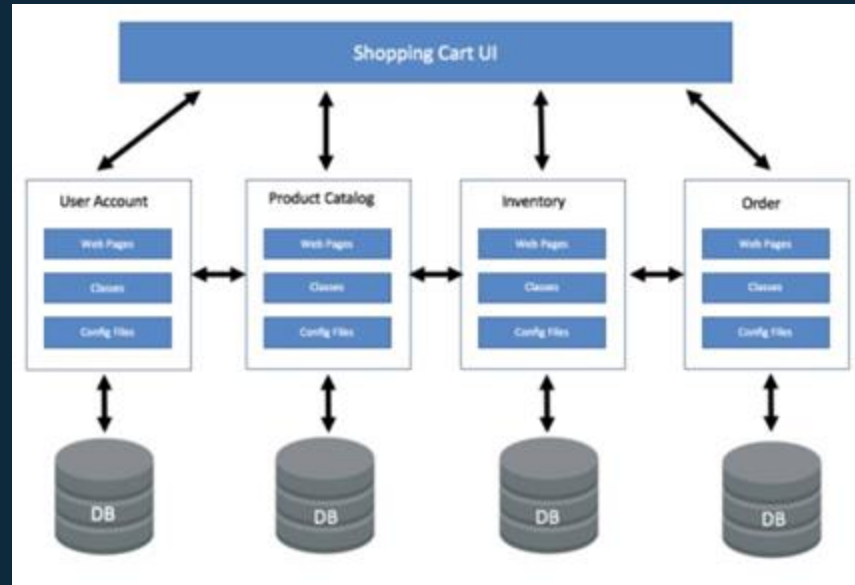 Shopping Cart UI
User Account
Web Pages
Classes
Config Files
Product Catalog
Web Pages
Classes
Config Files
Inventory
Web Pages
Classes
Config Files
Order
Web Pages
Classes
Config Files
DB
DB
DB
DB